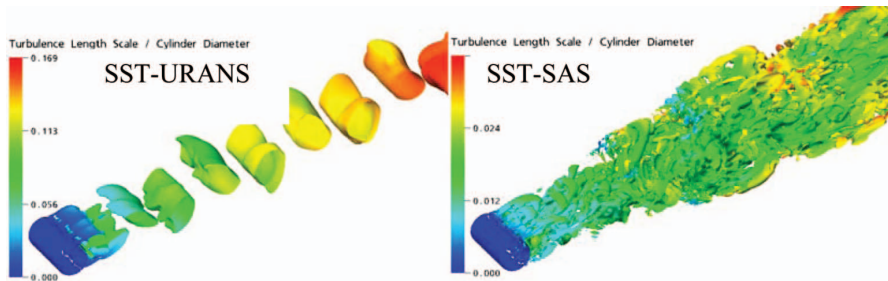 Turbulence Length Scale / Cylinder Diameter
SST-URANS
0.169
0.113
0.056
0.000
Turbulence Length Scale / Cylinder Diameter
SST-SAS
0.024
0.012
0.000